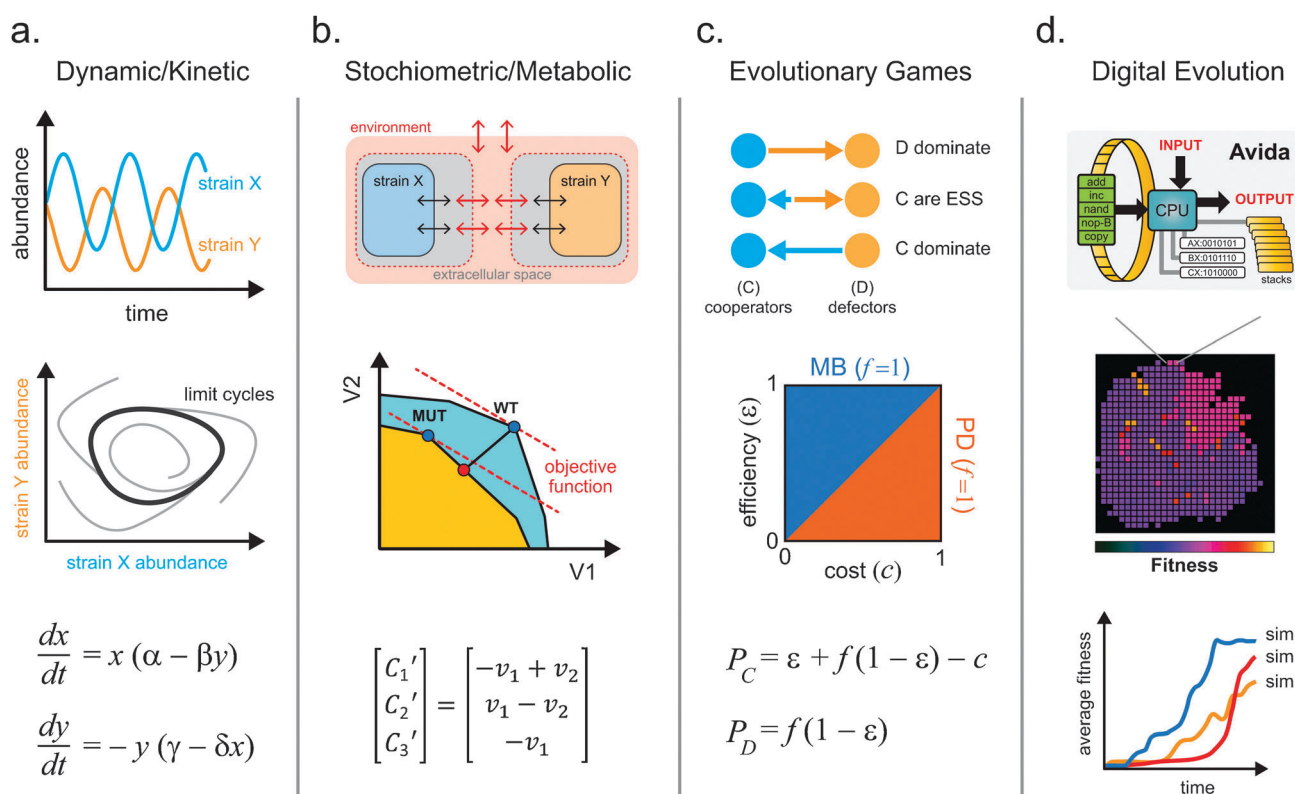 a.
Dynamic/Kinetic
abundance
strain X
strain Y
time
strain Y abundance
limit cycles
strain X abundance
dx/dt = x (α – βy)
dy/dt = – y (γ – δx)
b.
Stochiometric/Metabolic
environment
strain X
strain Y
extracellular space
V2
MUT
WT
objective
function
V1
[C₁′ C₂′ C₃′] = [−v₁ + v₂ v₁ − v₂ −v₁]
c.
Evolutionary Games
D dominate
C are ESS
C dominate
(C)
cooperators
(D)
defectors
MB (f=1)
1
efficiency (ε)
PD (f=1)
0
0
1
cost (c)
P_C = ε + f(1 – ε) – c
P_D = f(1 – ε)
d.
Digital Evolution
Avida
INPUT
OUTPUT
add
inc
nand
nop-B
copy
CPU
AX:0010101
BX:0101110
CX:1010000
stacks
Fitness
average fitness
sim
sim
sim
time